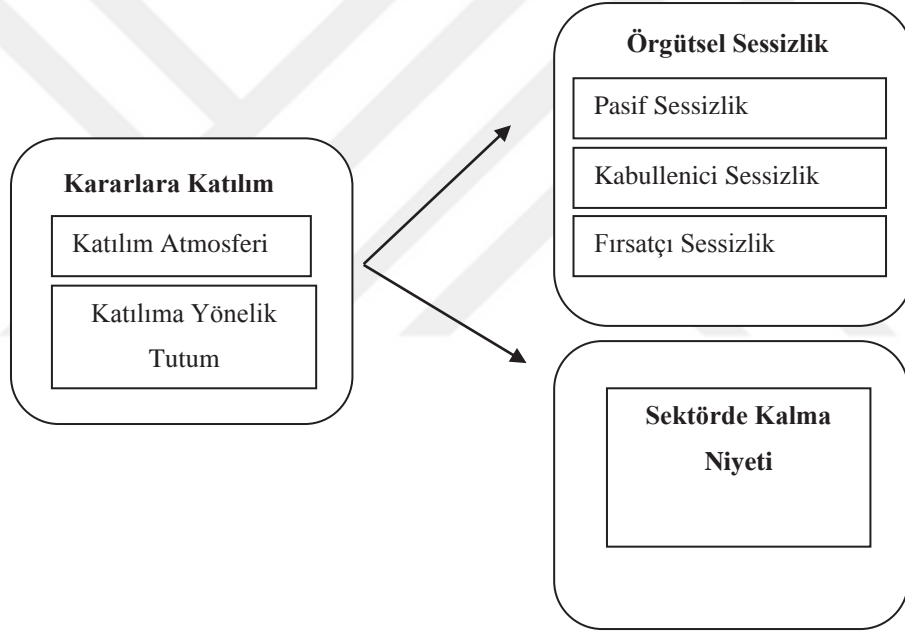 Kararlara Katılım
Katılım Atmosferi
Katılıma Yönelik
Tutum
Örgütsel Sessizlik
Pasif Sessizlik
Kabullenici Sessizlik
Fırsatçı Sessizlik
Sektörde Kalma
Niyeti